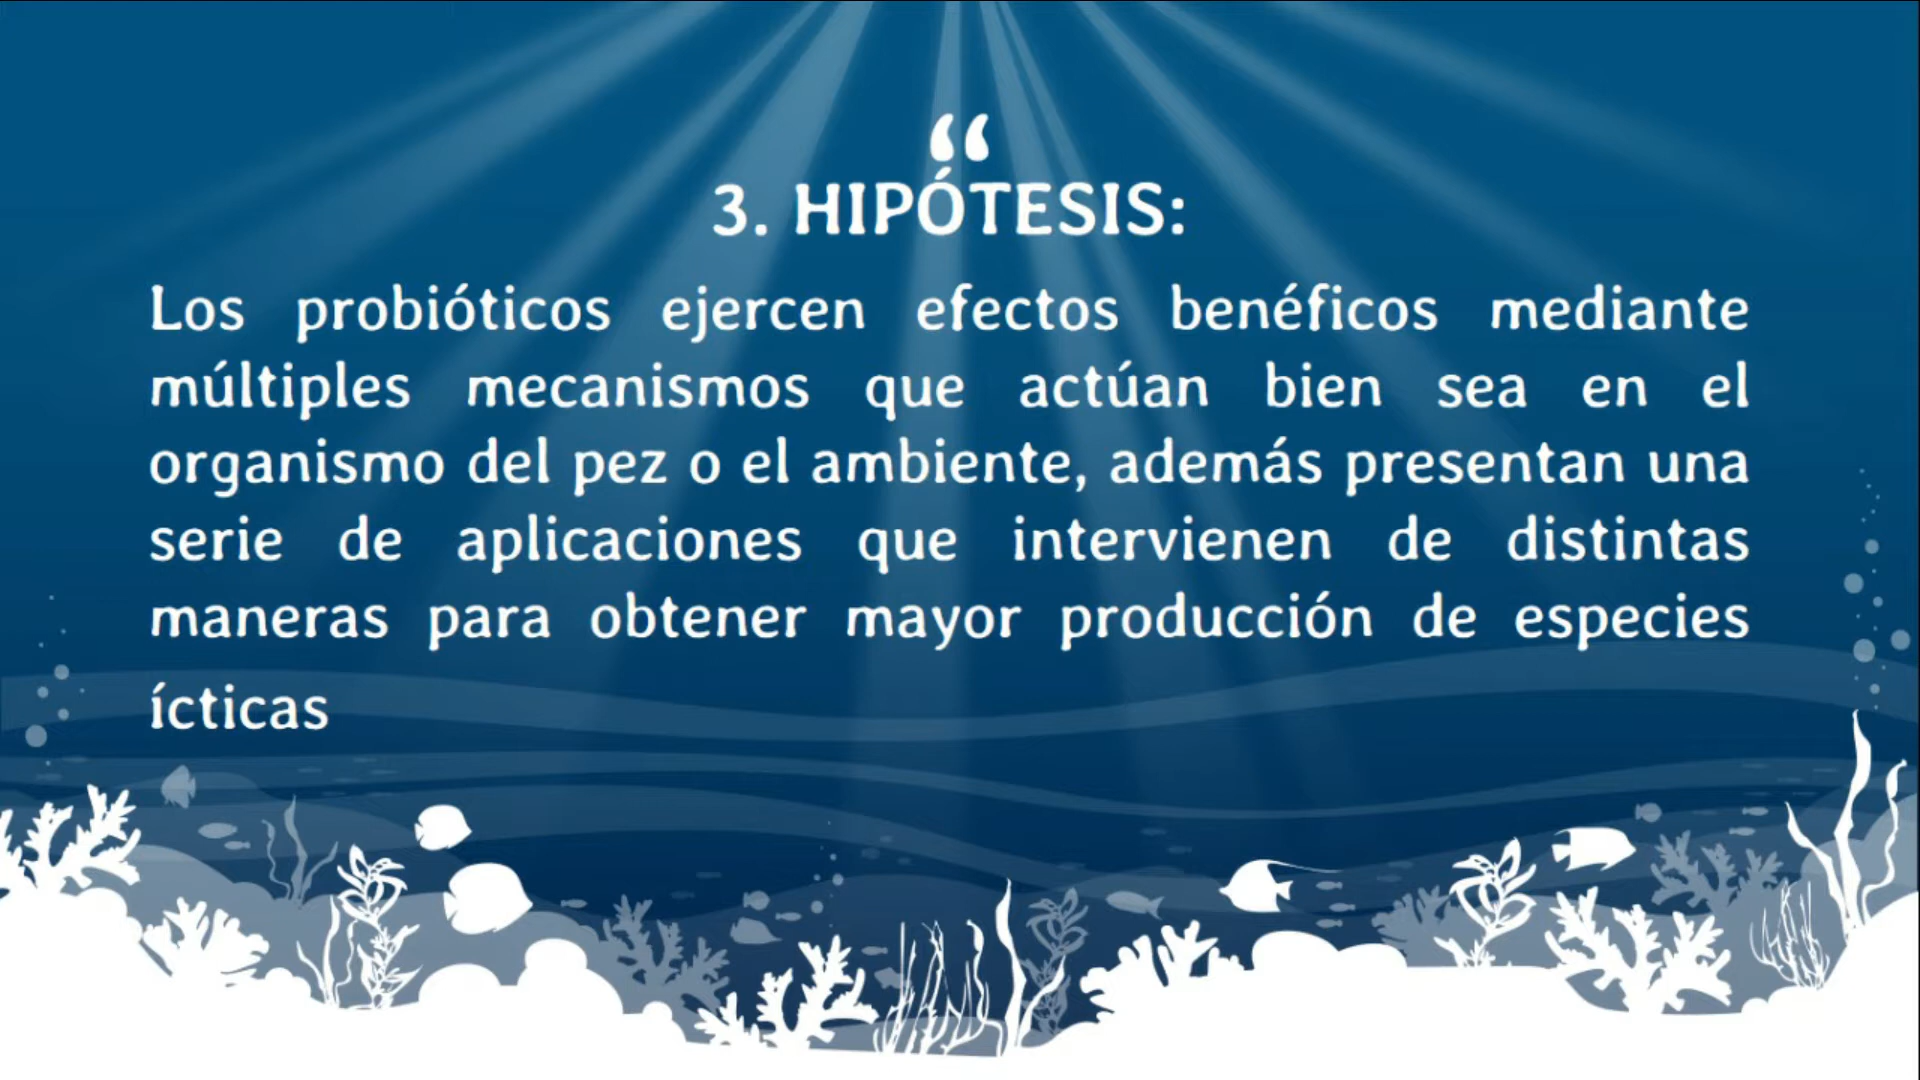 “
3. HIPÓTESIS:
Los probióticos ejercen efectos benéficos mediante
múltiples mecanismos que actúan bien sea en el
organismo del pez o el ambiente, además presentan una
serie de aplicaciones que intervienen de distintas
maneras para obtener mayor producción de especies
ícticas